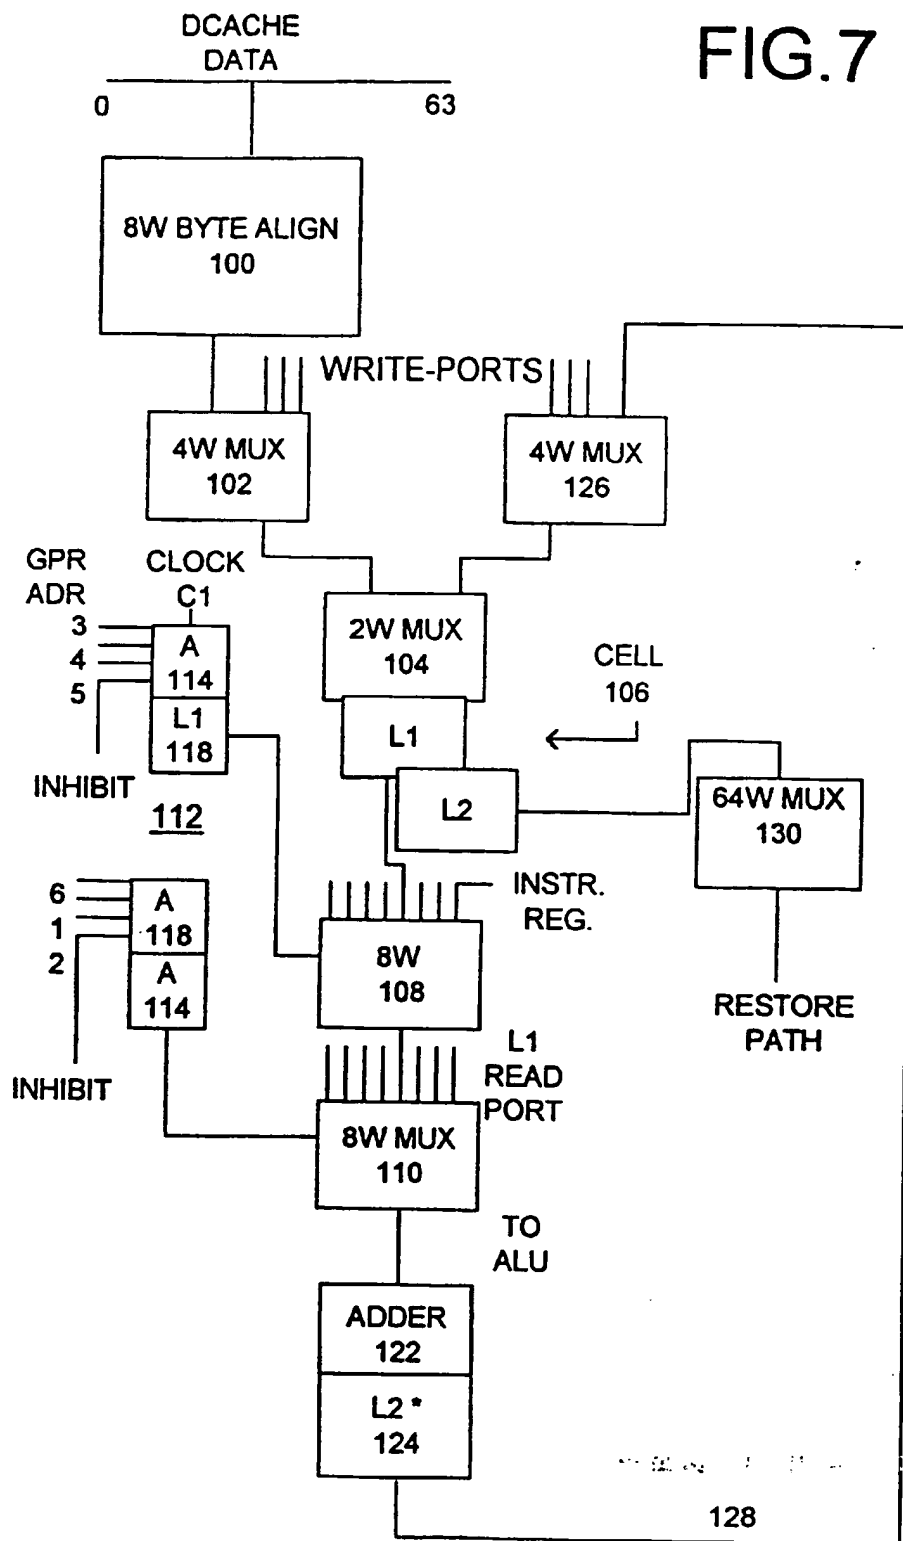 DCACHE
DATA
FIG.7
0
63
8W BYTE ALIGN
100
WRITE-PORTS
4W MUX
102
4W MUX
126
GPR
ADR
CLOCK
C1
3
4
5
A
114
L1
118
INHIBIT
112
2W MUX
104
L1
L2
CELL
106
64W MUX
130
RESTORE
PATH
6
1
2
A
118
A
114
INHIBIT
INSTR.
REG.
8W
108
L1
READ
PORT
8W MUX
110
TO
ALU
ADDER
122
L2 *
124
128